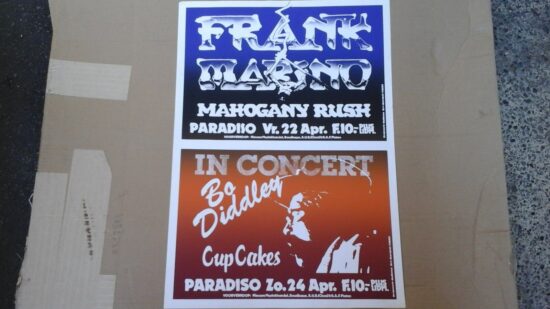 FRANK
MARINO
MAHOGANY RUSH
PARADISO Vr. 22 Apr. F.10.-
IN CONCERT
Bo
Diddley
Cup Cakes
PARADISO Zo. 24 Apr. F.10.-